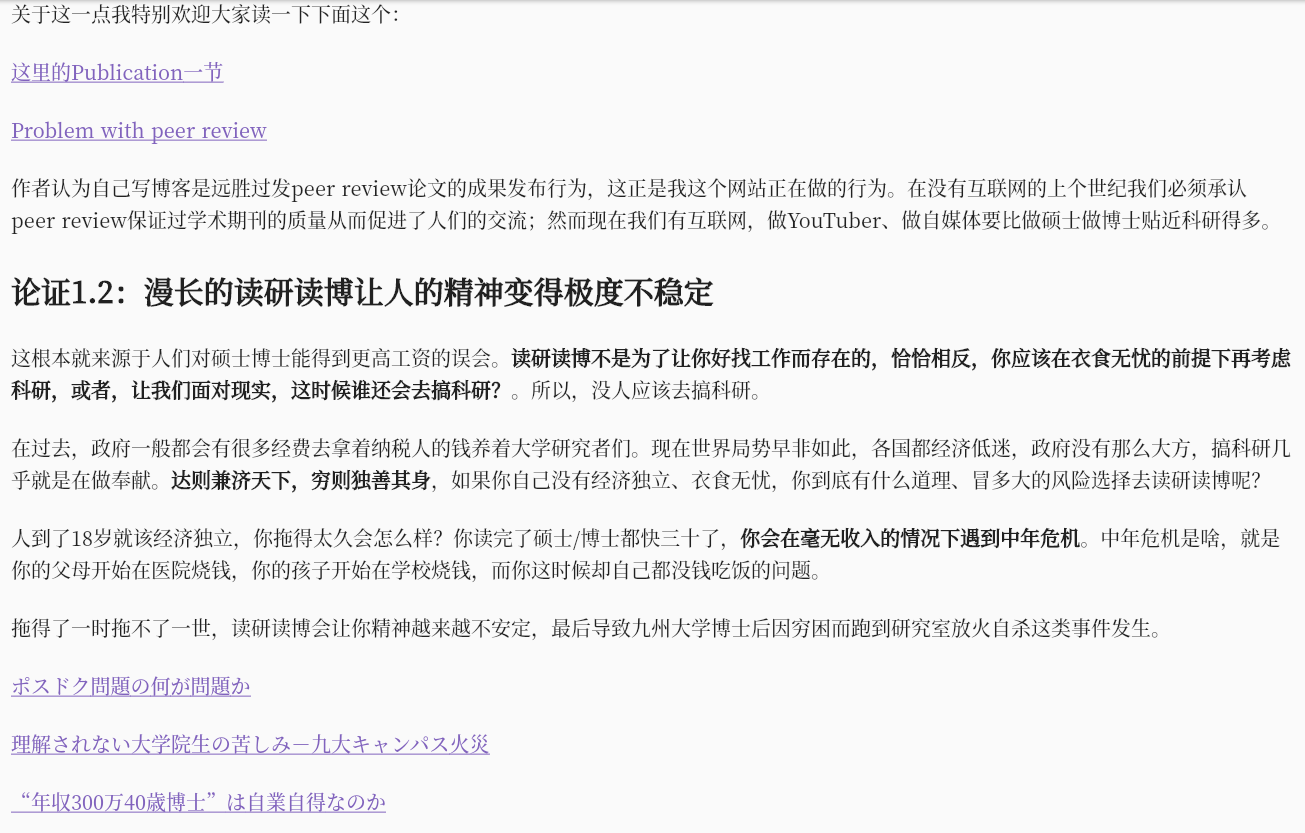 关于这一点我特别欢迎大家读一下下面这个：
这里的Publication一节
Problem with peer review
作者认为自己写博客是远胜过发peer review论文的成果发布行为，这正是我这个网站正在做的行为。在没有互联网的上个世纪我们必须承认
peer review保证过学术期刊的质量从而促进了人们的交流；然而现在我们有互联网，做YouTuber、做自媒体要比做硕士做博士贴近科研得多。
论证1.2：漫长的读研读博让人的精神变得极度不稳定
这根本就来源于人们对硕士博士能得到更高工资的误会。读研读博不是为了让你好找工作而存在的，恰恰相反，你应该在衣食无忧的前提下再考虑
科研，或者，让我们面对现实，这时候谁还会去搞科研？。所以，没人应该去搞科研。
在过去，政府一般都会有很多经费去拿着纳税人的钱养着大学研究者们。现在世界局势早非如此，各国都经济低迷，政府没有那么大方，搞科研几
乎就是在做奉献。达则兼济天下，穷则独善其身，如果你自己没有经济独立、衣食无忧，你到底有什么道理、冒多大的风险选择去读研读博呢？
人到了18岁就该经济独立，你拖得太久会怎么样？你读完了硕士/博士都快三十了，你会在毫无收入的情况下遇到中年危机。中年危机是啥，就是
你的父母开始在医院烧钱，你的孩子开始在学校烧钱，而你这时候却自己都没钱吃饭的问题。
拖得了一时拖不了一世，读研读博会让你精神越来越不安定，最后导致九州大学博士后因穷困而跑到研究室放火自杀这类事件发生。
ポスドク問題の何が問題か
理解されない大学院生の苦しみ－九大キャンパス火災
“年収300万40歳博士”は自業自得なのか